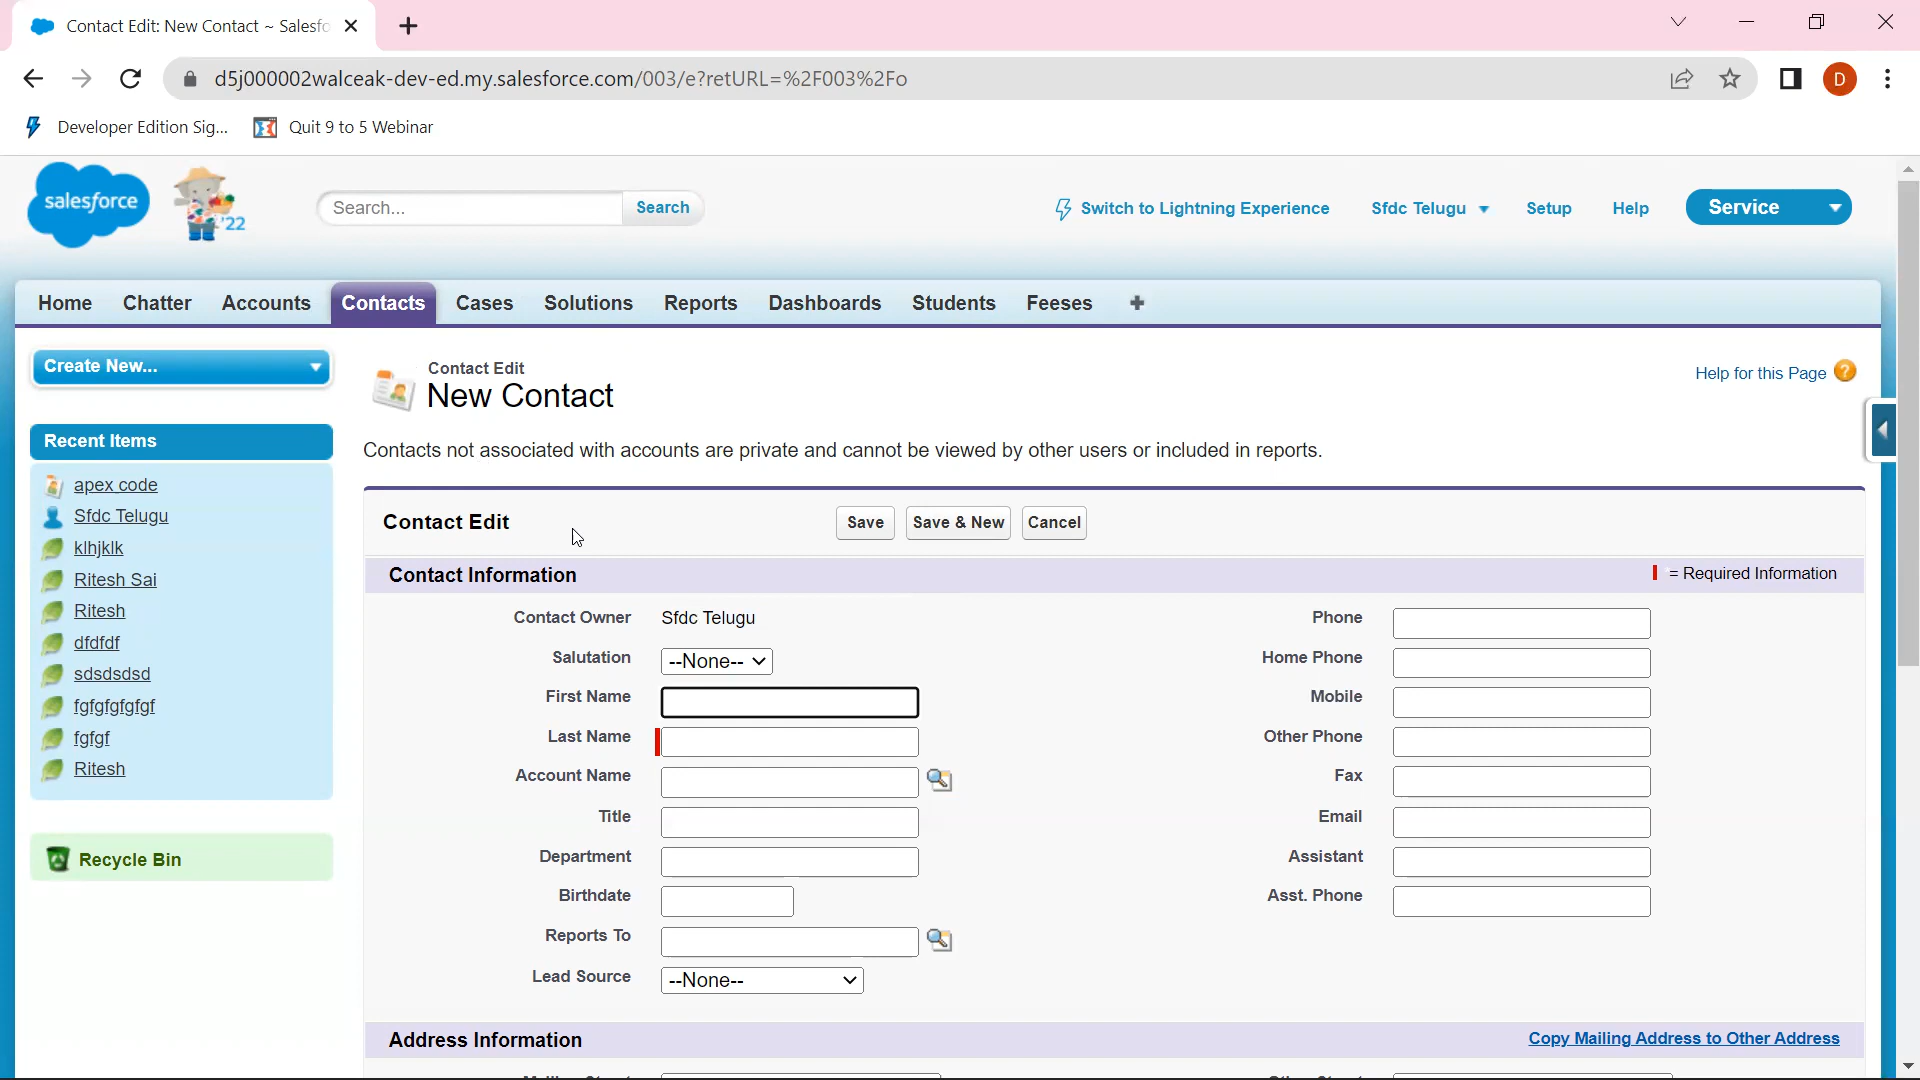 Contact Edit: New Contact ~ Salesfo
d5j000002walceak-dev-ed.my.salesforce.com/003/e?retURL=%2F003%2Fo
D
Developer Edition Sig...
Quit 9 to 5 Webinar
salesforce
'22
Search...
Search
Switch to Lightning Experience
Sfdc Telugu
Setup
Help
Service
Home
Chatter
Accounts
Contacts
Cases
Solutions
Reports
Dashboards
Students
Feeses
+
Create New...
Recent Items
apex code
Sfdc Telugu
klhjklk
Ritesh Sai
Ritesh
dfdfdf
sdsdsdsd
fgfgfgfgfgf
fgfgf
Ritesh
Recycle Bin
Contact Edit
New Contact
Help for this Page ?
Contacts not associated with accounts are private and cannot be viewed by other users or included in reports.
Contact Edit
Save
Save & New
Cancel
Contact Information
= Required Information
Contact Owner
Sfdc Telugu
Salutation
--None--
First Name
Last Name
Account Name
Title
Department
Birthdate
Reports To
Lead Source
--None--
Phone
Home Phone
Mobile
Other Phone
Fax
Email
Assistant
Asst. Phone
Address Information
Copy Mailing Address to Other Address